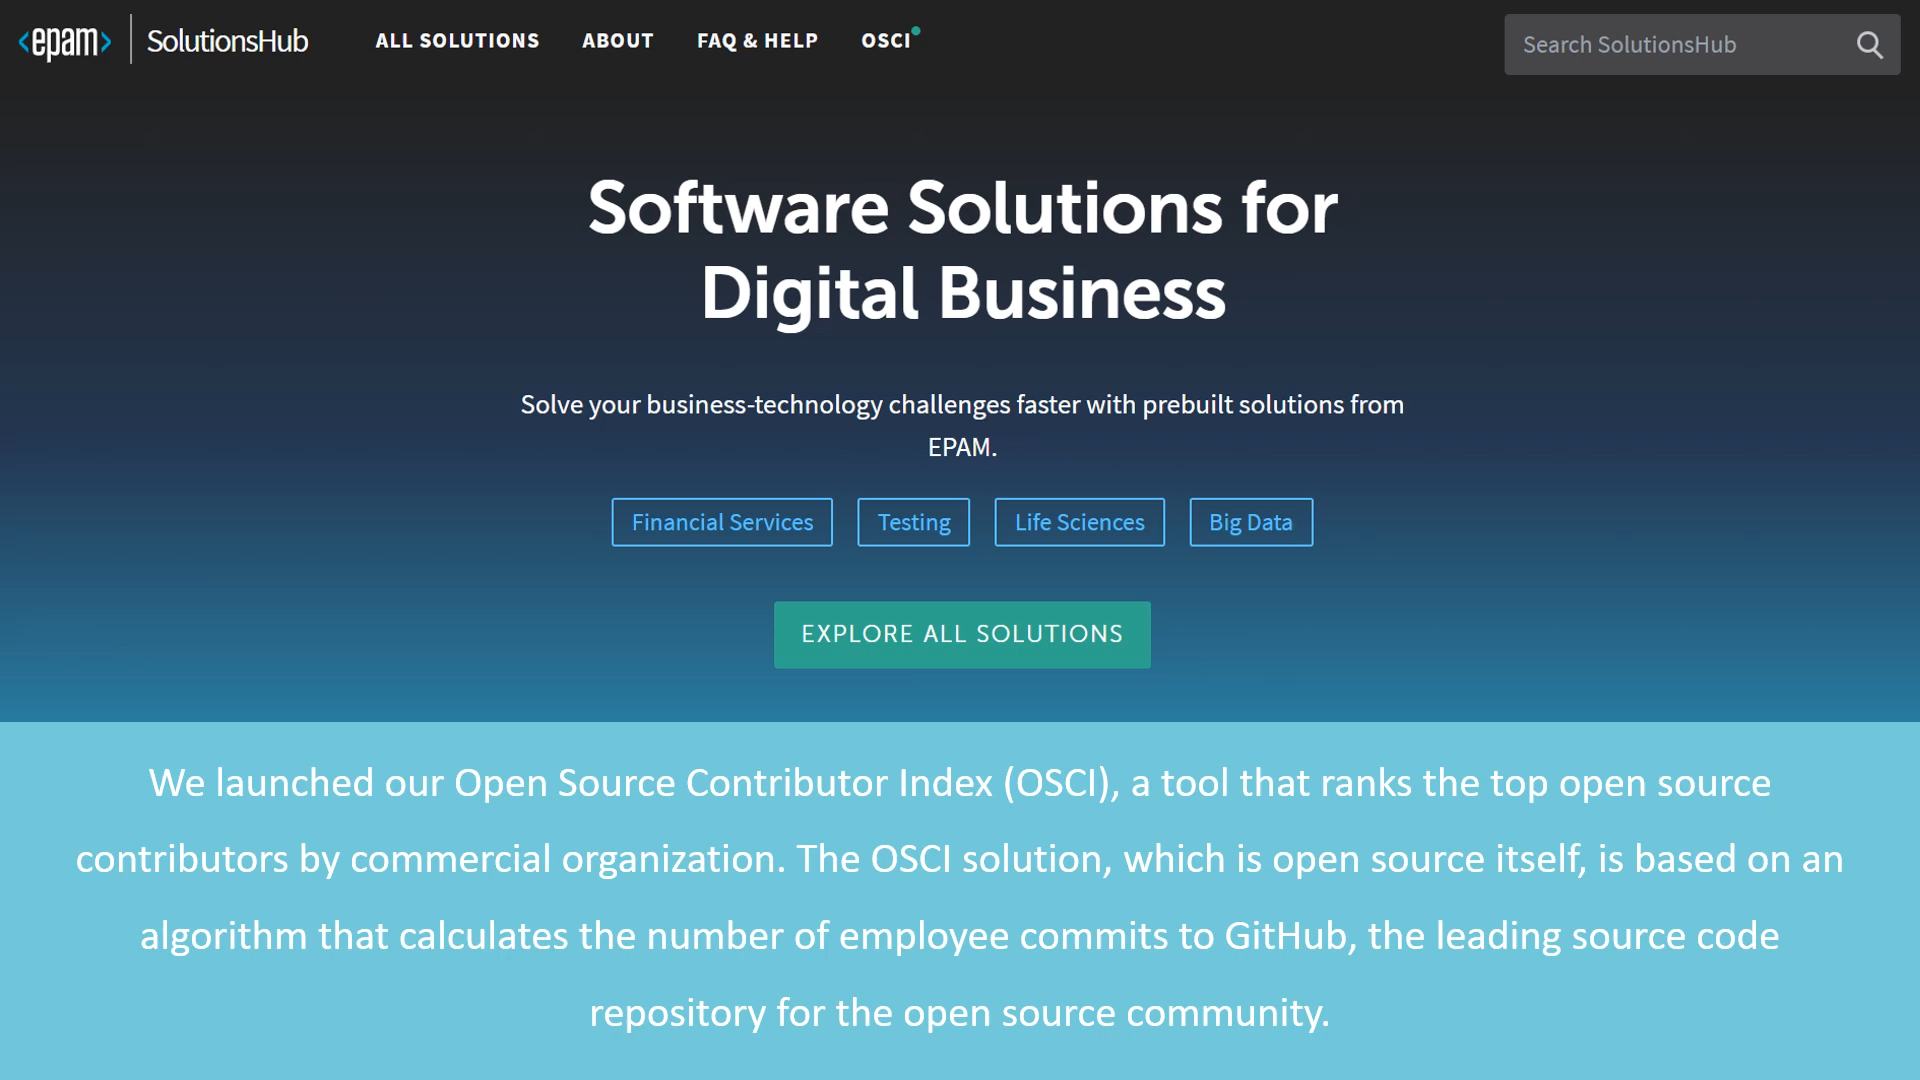 <epam> SolutionsHub ALL SOLUTIONS ABOUT FAQ & HELP OSCI Search SolutionsHub
Software Solutions for
Digital Business
Solve your business-technology challenges faster with prebuilt solutions from
EPAM.
Financial Services Testing Life Sciences Big Data
EXPLORE ALL SOLUTIONS
We launched our Open Source Contributor Index (OSCI), a tool that ranks the top open source
contributors by commercial organization. The OSCI solution, which is open source itself, is based on an
algorithm that calculates the number of employee commits to GitHub, the leading source code
repository for the open source community.